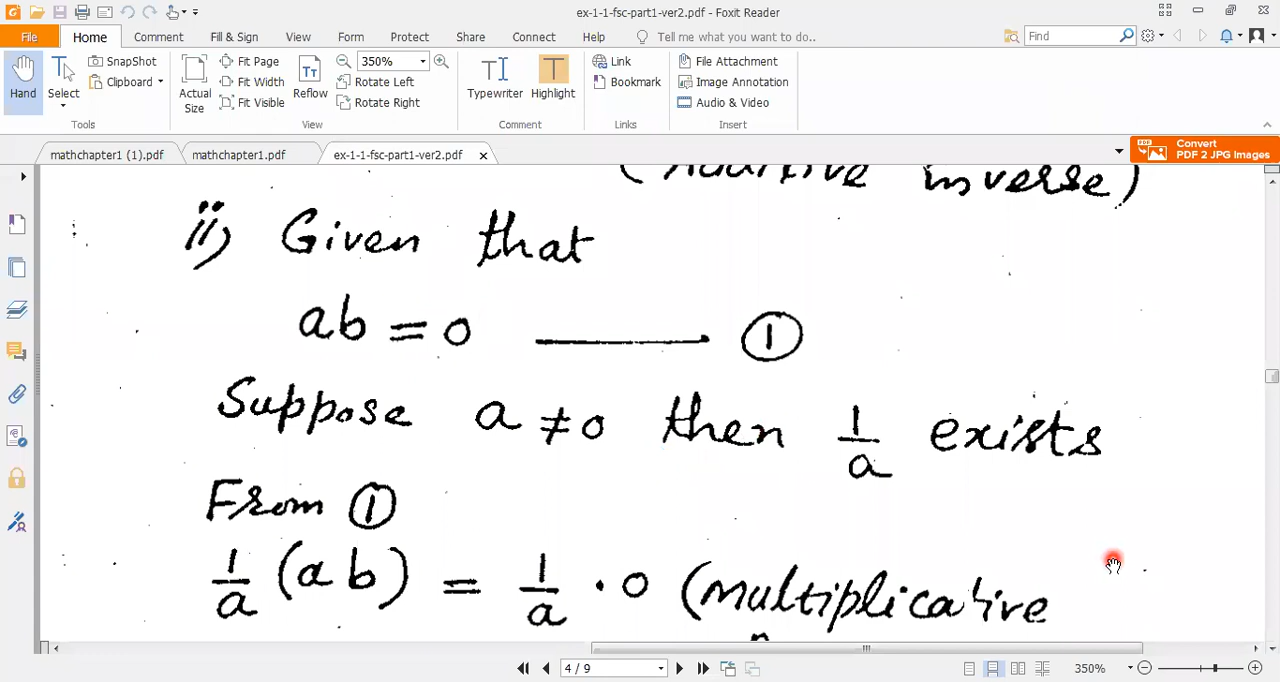 ex-1-1-fsc-part1-ver2.pdf - Foxit Reader
File Home Comment Fill & Sign View Form Protect Share Connect Help Tell me what you want to do.. Find
Hand
Select
SnapShot
Clipboard
Actual Size
Fit Page
Fit Width
Fit Visible
Reflow
350%
Rotate Left
Rotate Right
Typewriter
Highlight
Link
Bookmark
File Attachment
Image Annotation
Audio & Video
Tools View Comment Links Insert
mathchapter1 (1).pdf mathchapter1.pdf ex-1-1-fsc-part1-ver2.pdf
Convert
PDF 2 JPG Images
(Additive inverse)
ii) Given that
ab = 0 ——— ①
Suppose a ≠ 0 then 1/a exists
From ①
1/a (ab) = 1/a . 0 (multiplicative
4 / 9 350%